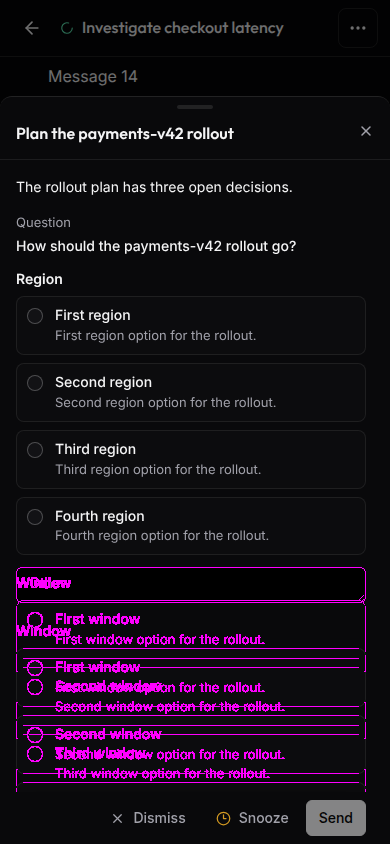 Investigate checkout latency
Message 14
Plan the payments-v42 rollout
The rollout plan has three open decisions.
Question
How should the payments-v42 rollout go?
Region
First region
First region option for the rollout.
Second region
Second region option for the rollout.
Third region
Third region option for the rollout.
Fourth region
Fourth region option for the rollout.
Window
First window
Window
First window option for the rollout.
First window
Second window
Second window option for the rollout.
Second window
Third window
Third window option for the rollout.
Dismiss
Snooze
Send